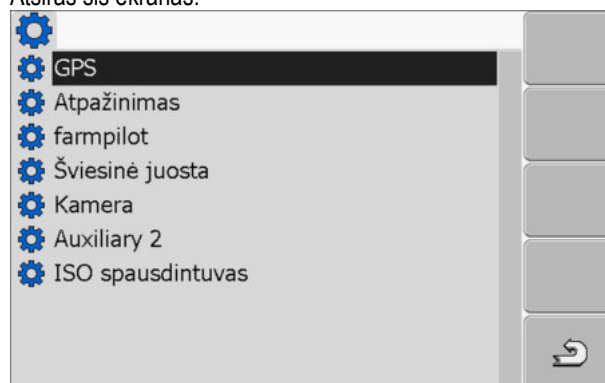 Atsiras šis ekranas:
GPS
Atpažinimas
farmpilot
Šviesinė juosta
Kamera
Auxiliary 2
ISO spausdintuvas